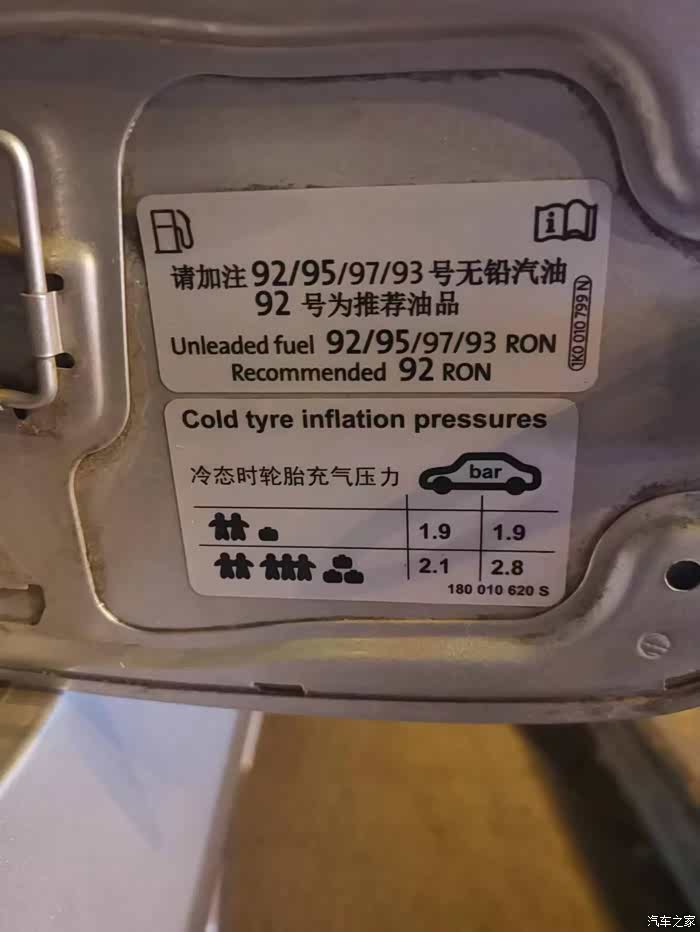 请加注 92/95/97/93 号无铅汽油
92 号为推荐油品
Unleaded fuel 92/95/97/93 RON
Recommended 92 RON
1K0 010 799 N
Cold tyre inflation pressures
冷态时轮胎充气压力 bar
1.9 1.9
2.1 2.8
180 010 620 S
汽车之家